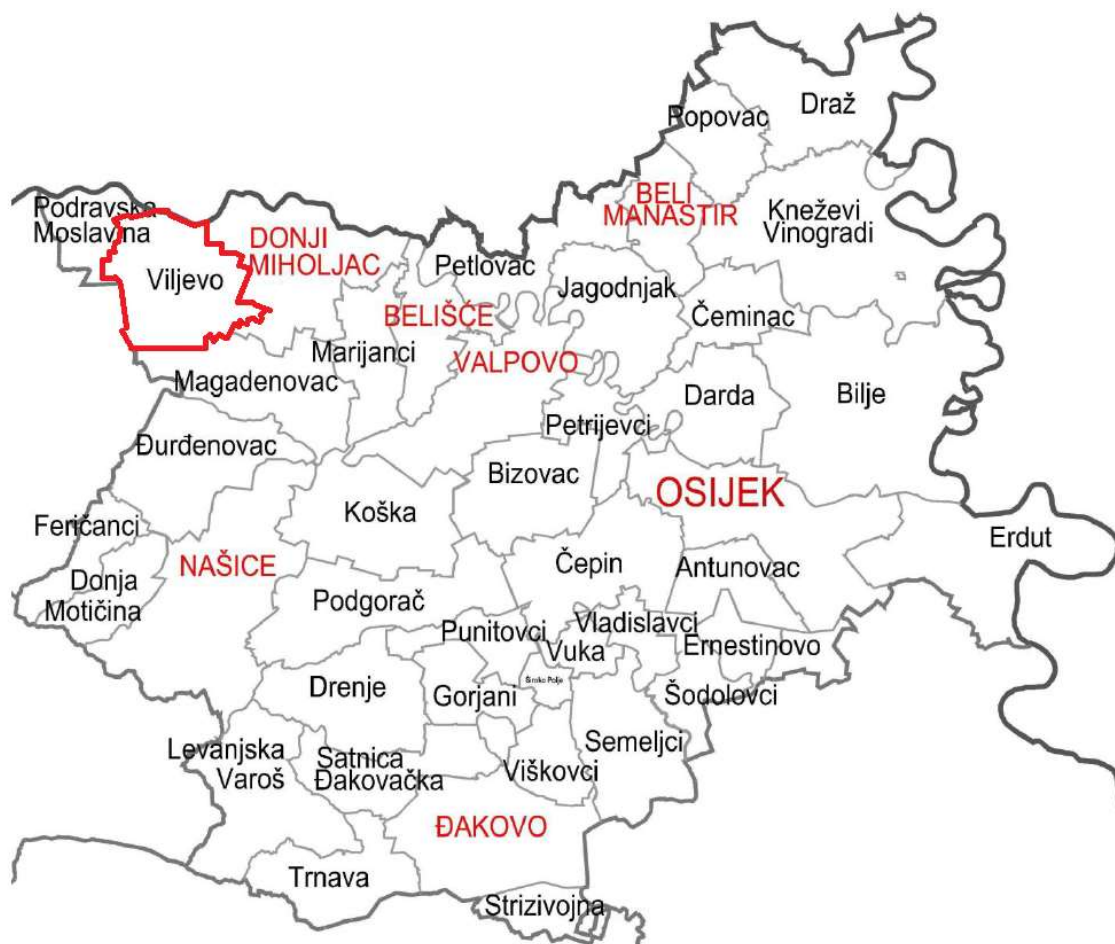 Draž
Popovac
Podravska
Moslavina
BELI
MANASTIR
Kneževi
Vinogradi
DONJI
MIHOLJAC
Viljevo
Petlovac
Jagodnjak
BELIŠĆE
Čeminac
Marijanci
VALPOVO
Magadenovac
Darda
Bilje
Petrijevci
Đurđenovac
Bizovac
OSIJEK
Koška
Feričanci
Erdut
NAŠICE
Čepin
Antunovac
Donja
Motičina
Podgorač
Punitovci
Vladislavci
Vuka
Ernestinovo
Drenje
Gorjani
Široko Polje
Šodolovci
Levanjska
Varoš
Satnica
Đakovačka
Semeljci
Viškovci
ĐAKOVO
Trnava
Strizivojna